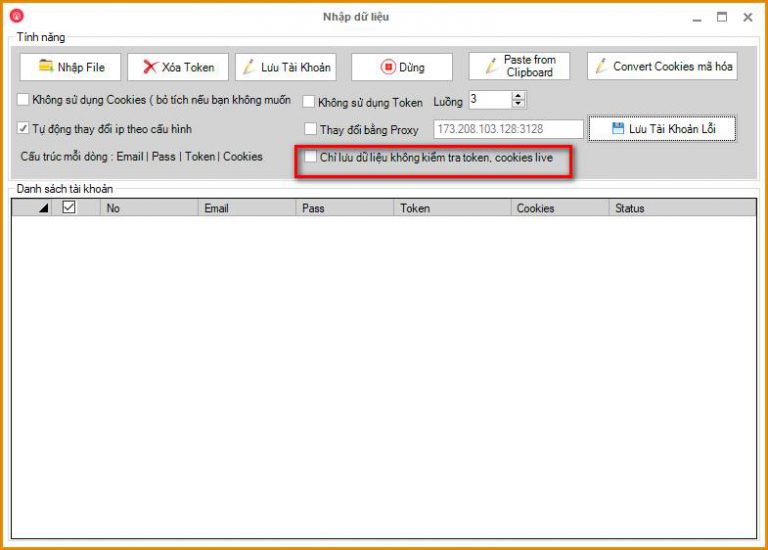 Nhập dữ liệu
Tính năng
Nhập File
Xóa Token
Lưu Tài Khoản
Dừng
Paste from
Clipboard
Convert Cookies mã hóa
Không sử dụng Cookies ( bỏ tích nếu bạn không muốn
Không sử dụng Token
Luồng
3
Tự động thay đổi ip theo cấu hình
Thay đổi bằng Proxy
173.208.103.128:3128
Lưu Tài Khoản Lỗi
Cấu trúc mỗi dòng : Email | Pass | Token | Cookies
Chỉ lưu dữ liệu không kiểm tra token, cookies live
Danh sách tài khoản
No Email Pass Token Cookies Status